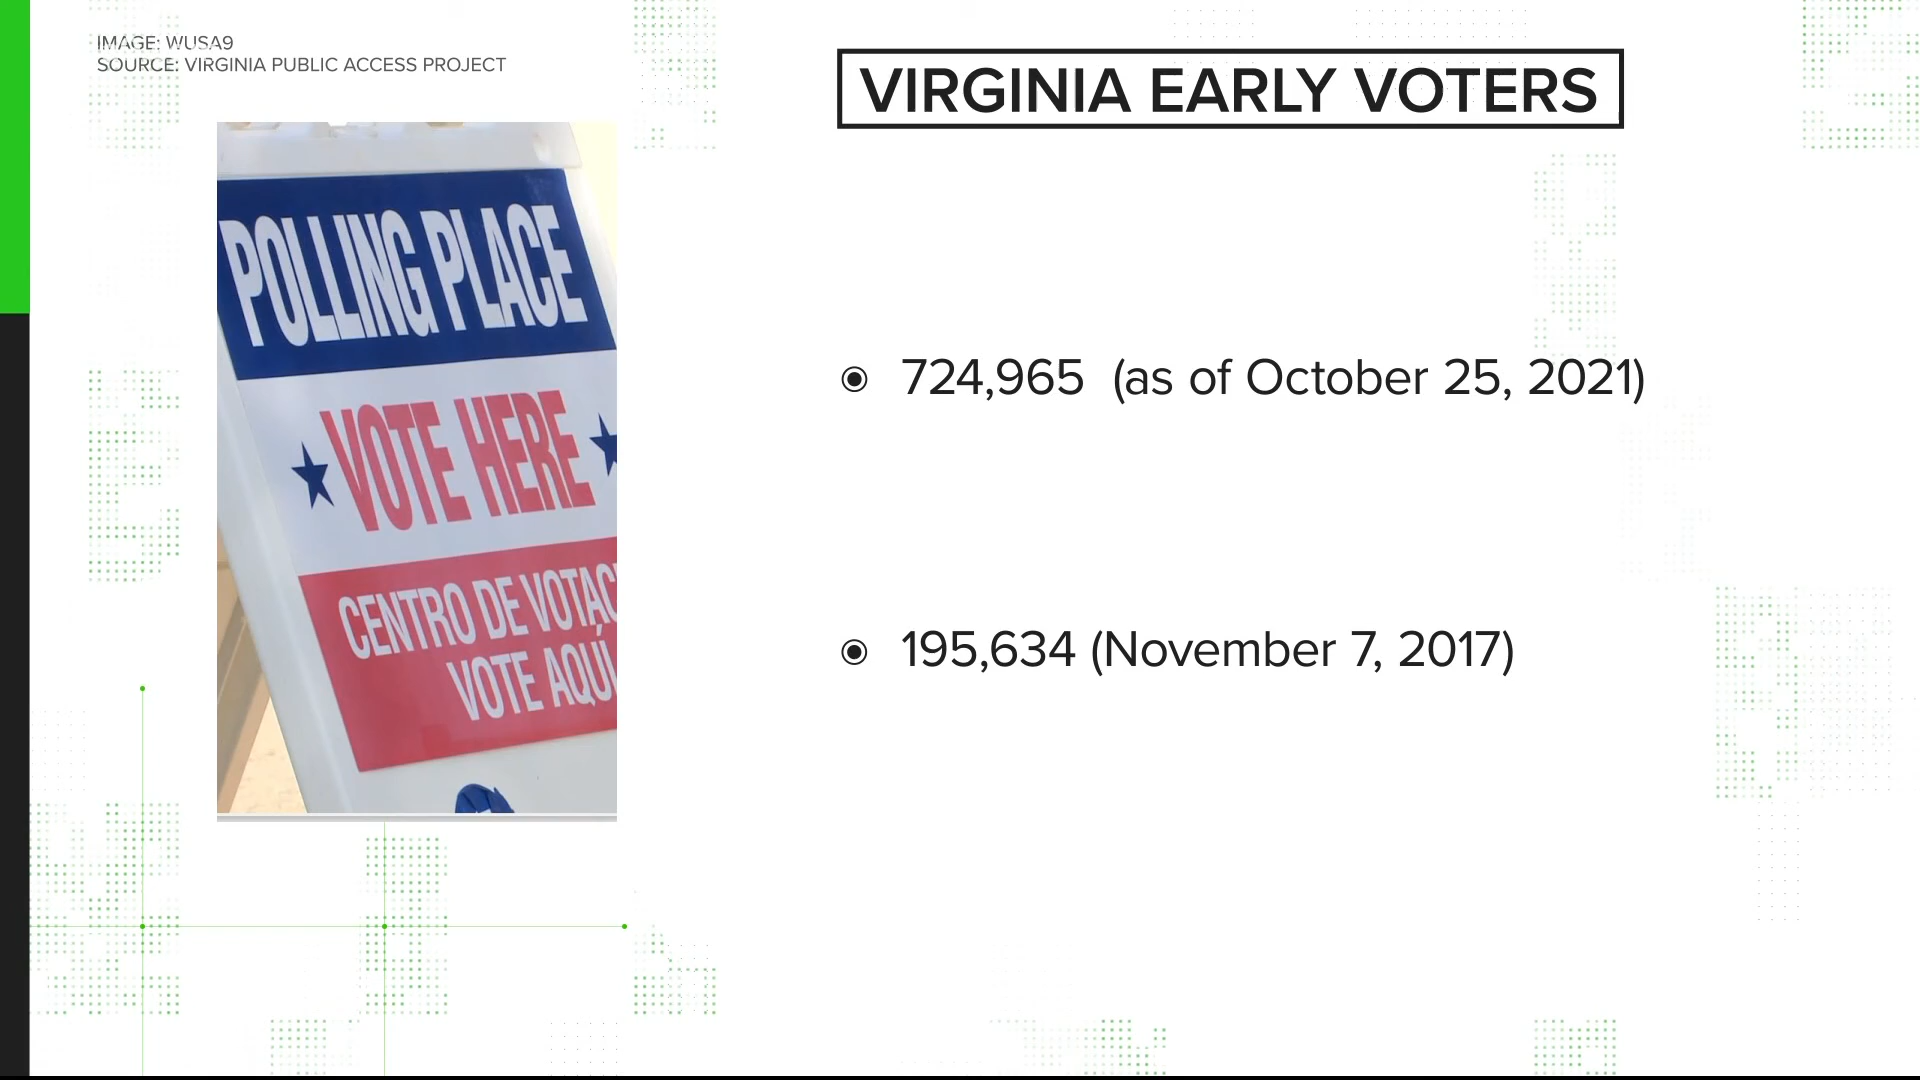 IMAGE: WUSA9
SOURCE: VIRGINIA PUBLIC ACCESS PROJECT
VIRGINIA EARLY VOTERS
POLLING PLACE
VOTE HERE
CENTRO DE VOTAC
VOTE AQUÍ
724,965 (as of October 25, 2021)
195,634 (November 7, 2017)